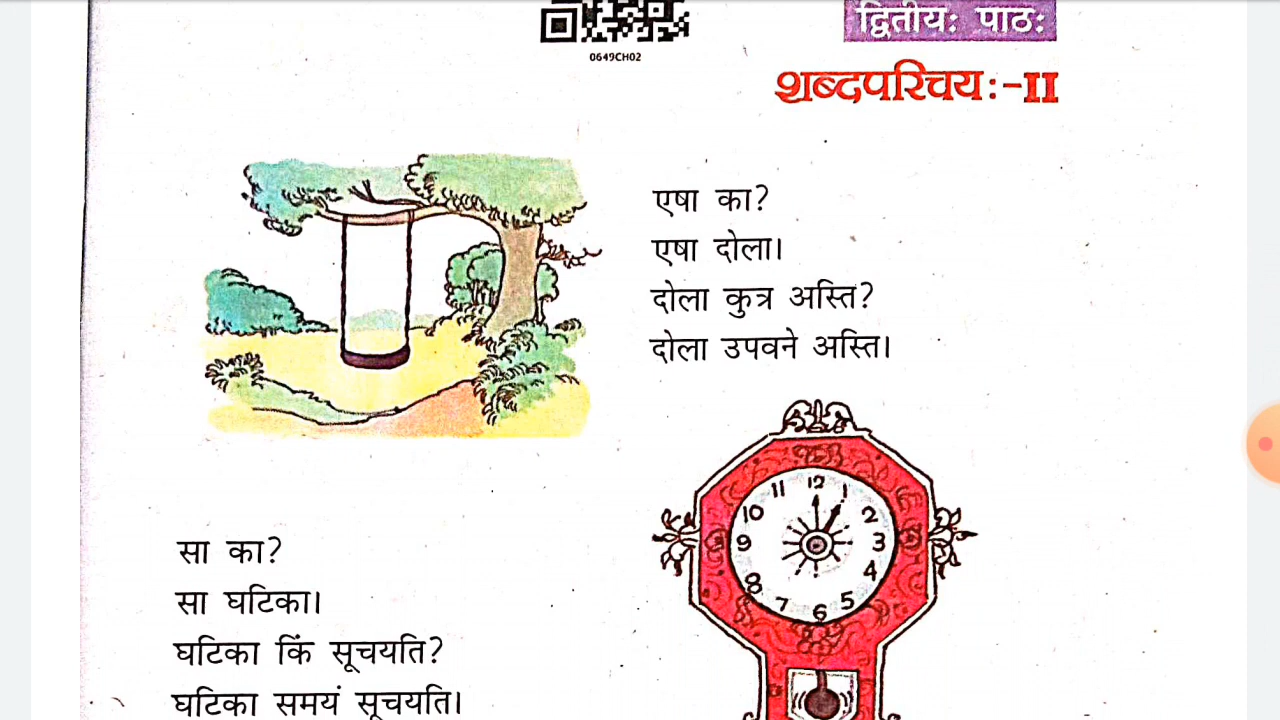 0649CH02
द्वितीयः पाठः
शब्दपरिचयः-II
एषा का?
एषा दोला।
दोला कुत्र अस्ति?
दोला उपवने अस्ति।
12
1
2
3
4
5
6
7
8
9
10
11
सा का?
सा घटिका।
घटिका किं सूचयति?
घटिका समयं सूचयति।